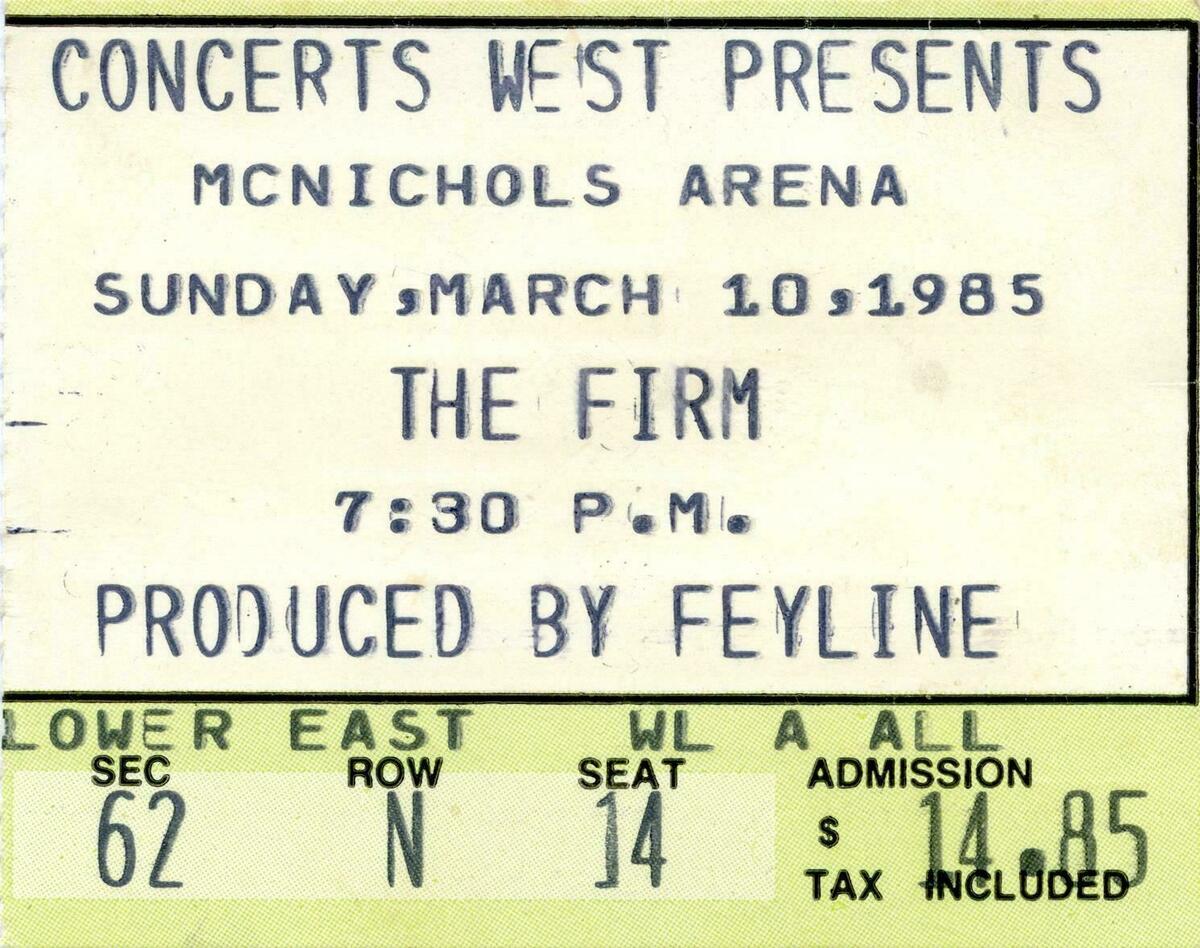 CONCERTS WEST PRESENTS
MCNICHOLS ARENA
SUNDAY,MARCH 10,1985
THE FIRM
7:30 P.M.
PRODUCED BY FEYLINE
LOWER EAST WL A ALL
SEC ROW SEAT ADMISSION
62 N 14 $ 14.85
TAX INCLUDED